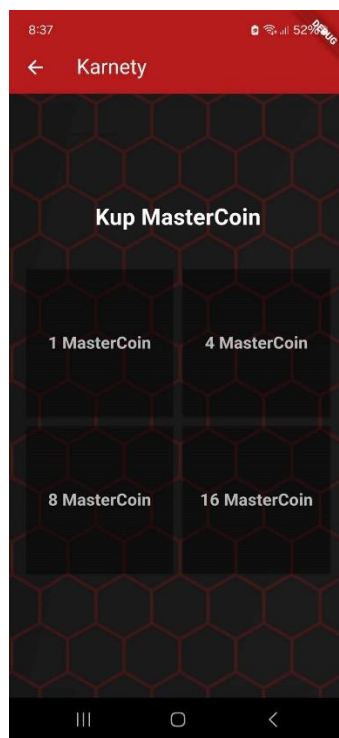 8:37
52%
DEBUG
Karnety
Kup MasterCoin
1 MasterCoin
4 MasterCoin
8 MasterCoin
16 MasterCoin